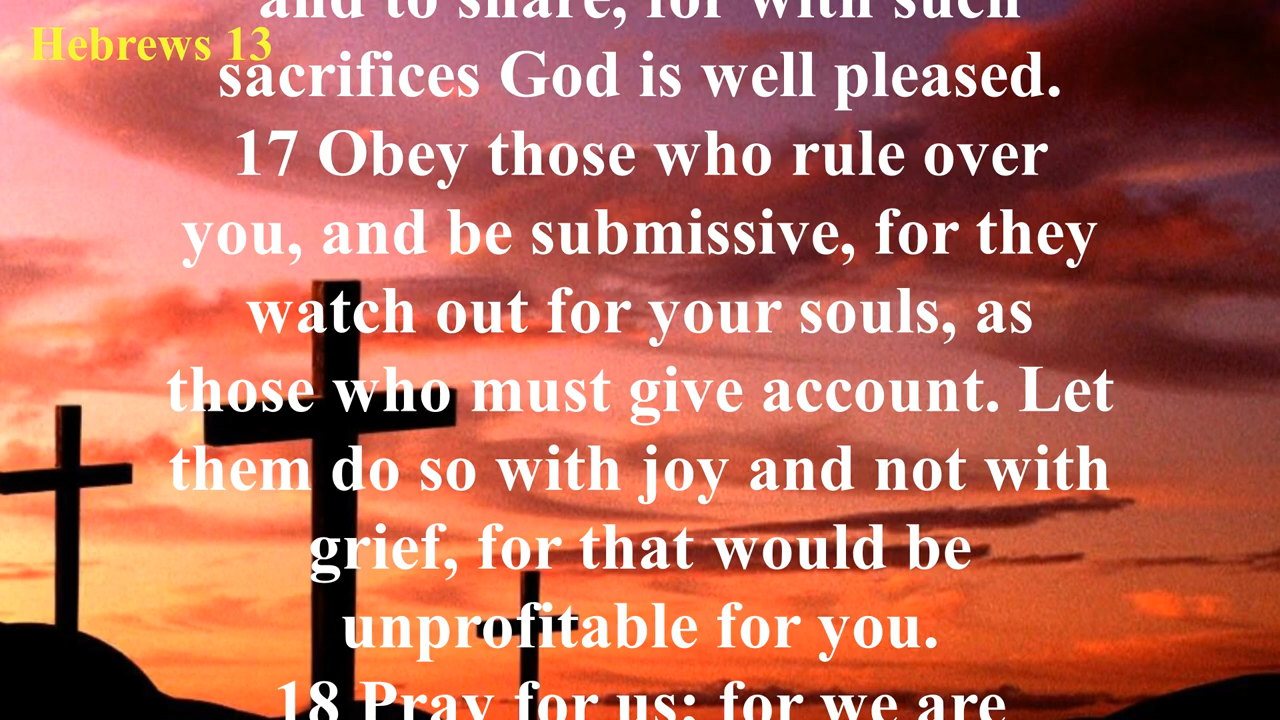 Hebrews 13
and to share, for with such
sacrifices God is well pleased.
17 Obey those who rule over
you, and be submissive, for they
watch out for your souls, as
those who must give account. Let
them do so with joy and not with
grief, for that would be
unprofitable for you.
18 Pray for us; for we are